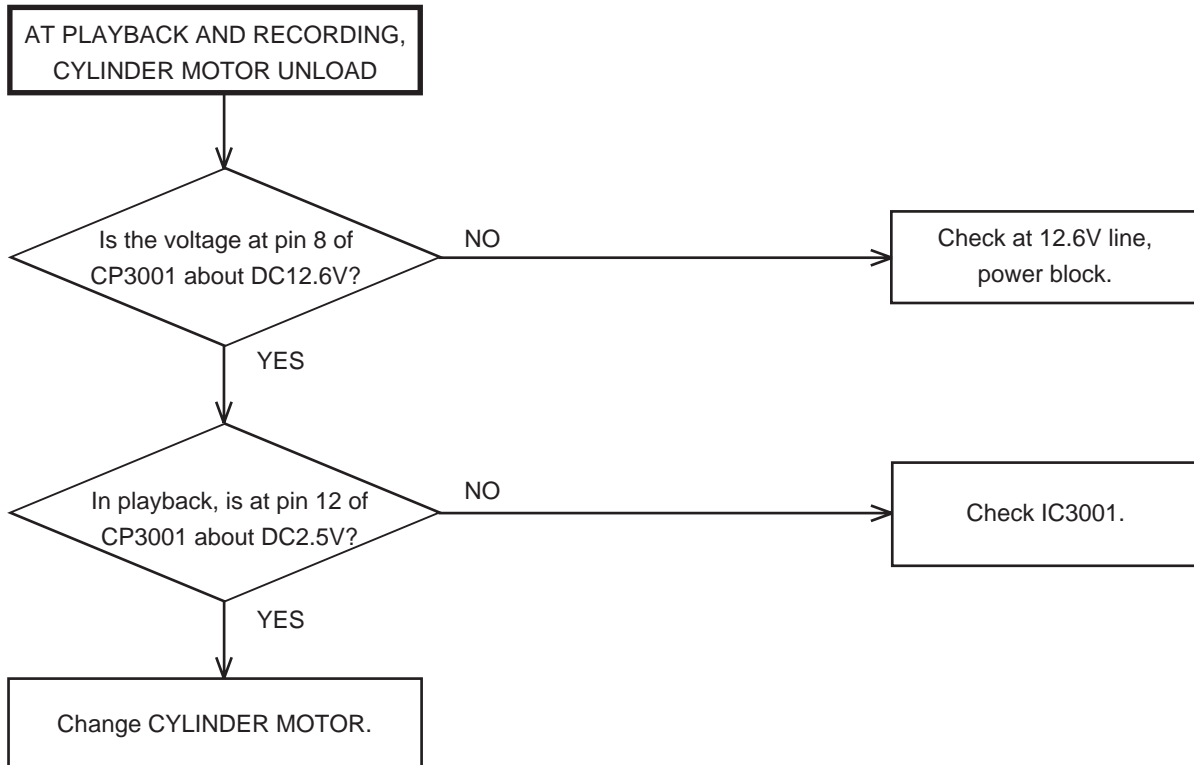 AT PLAYBACK AND RECORDING,
CYLINDER MOTOR UNLOAD
Is the voltage at pin 8 of
CP3001 about DC12.6V?
NO
Check at 12.6V line,
power block.
YES
In playback, is at pin 12 of
CP3001 about DC2.5V?
NO
Check IC3001.
YES
Change CYLINDER MOTOR.